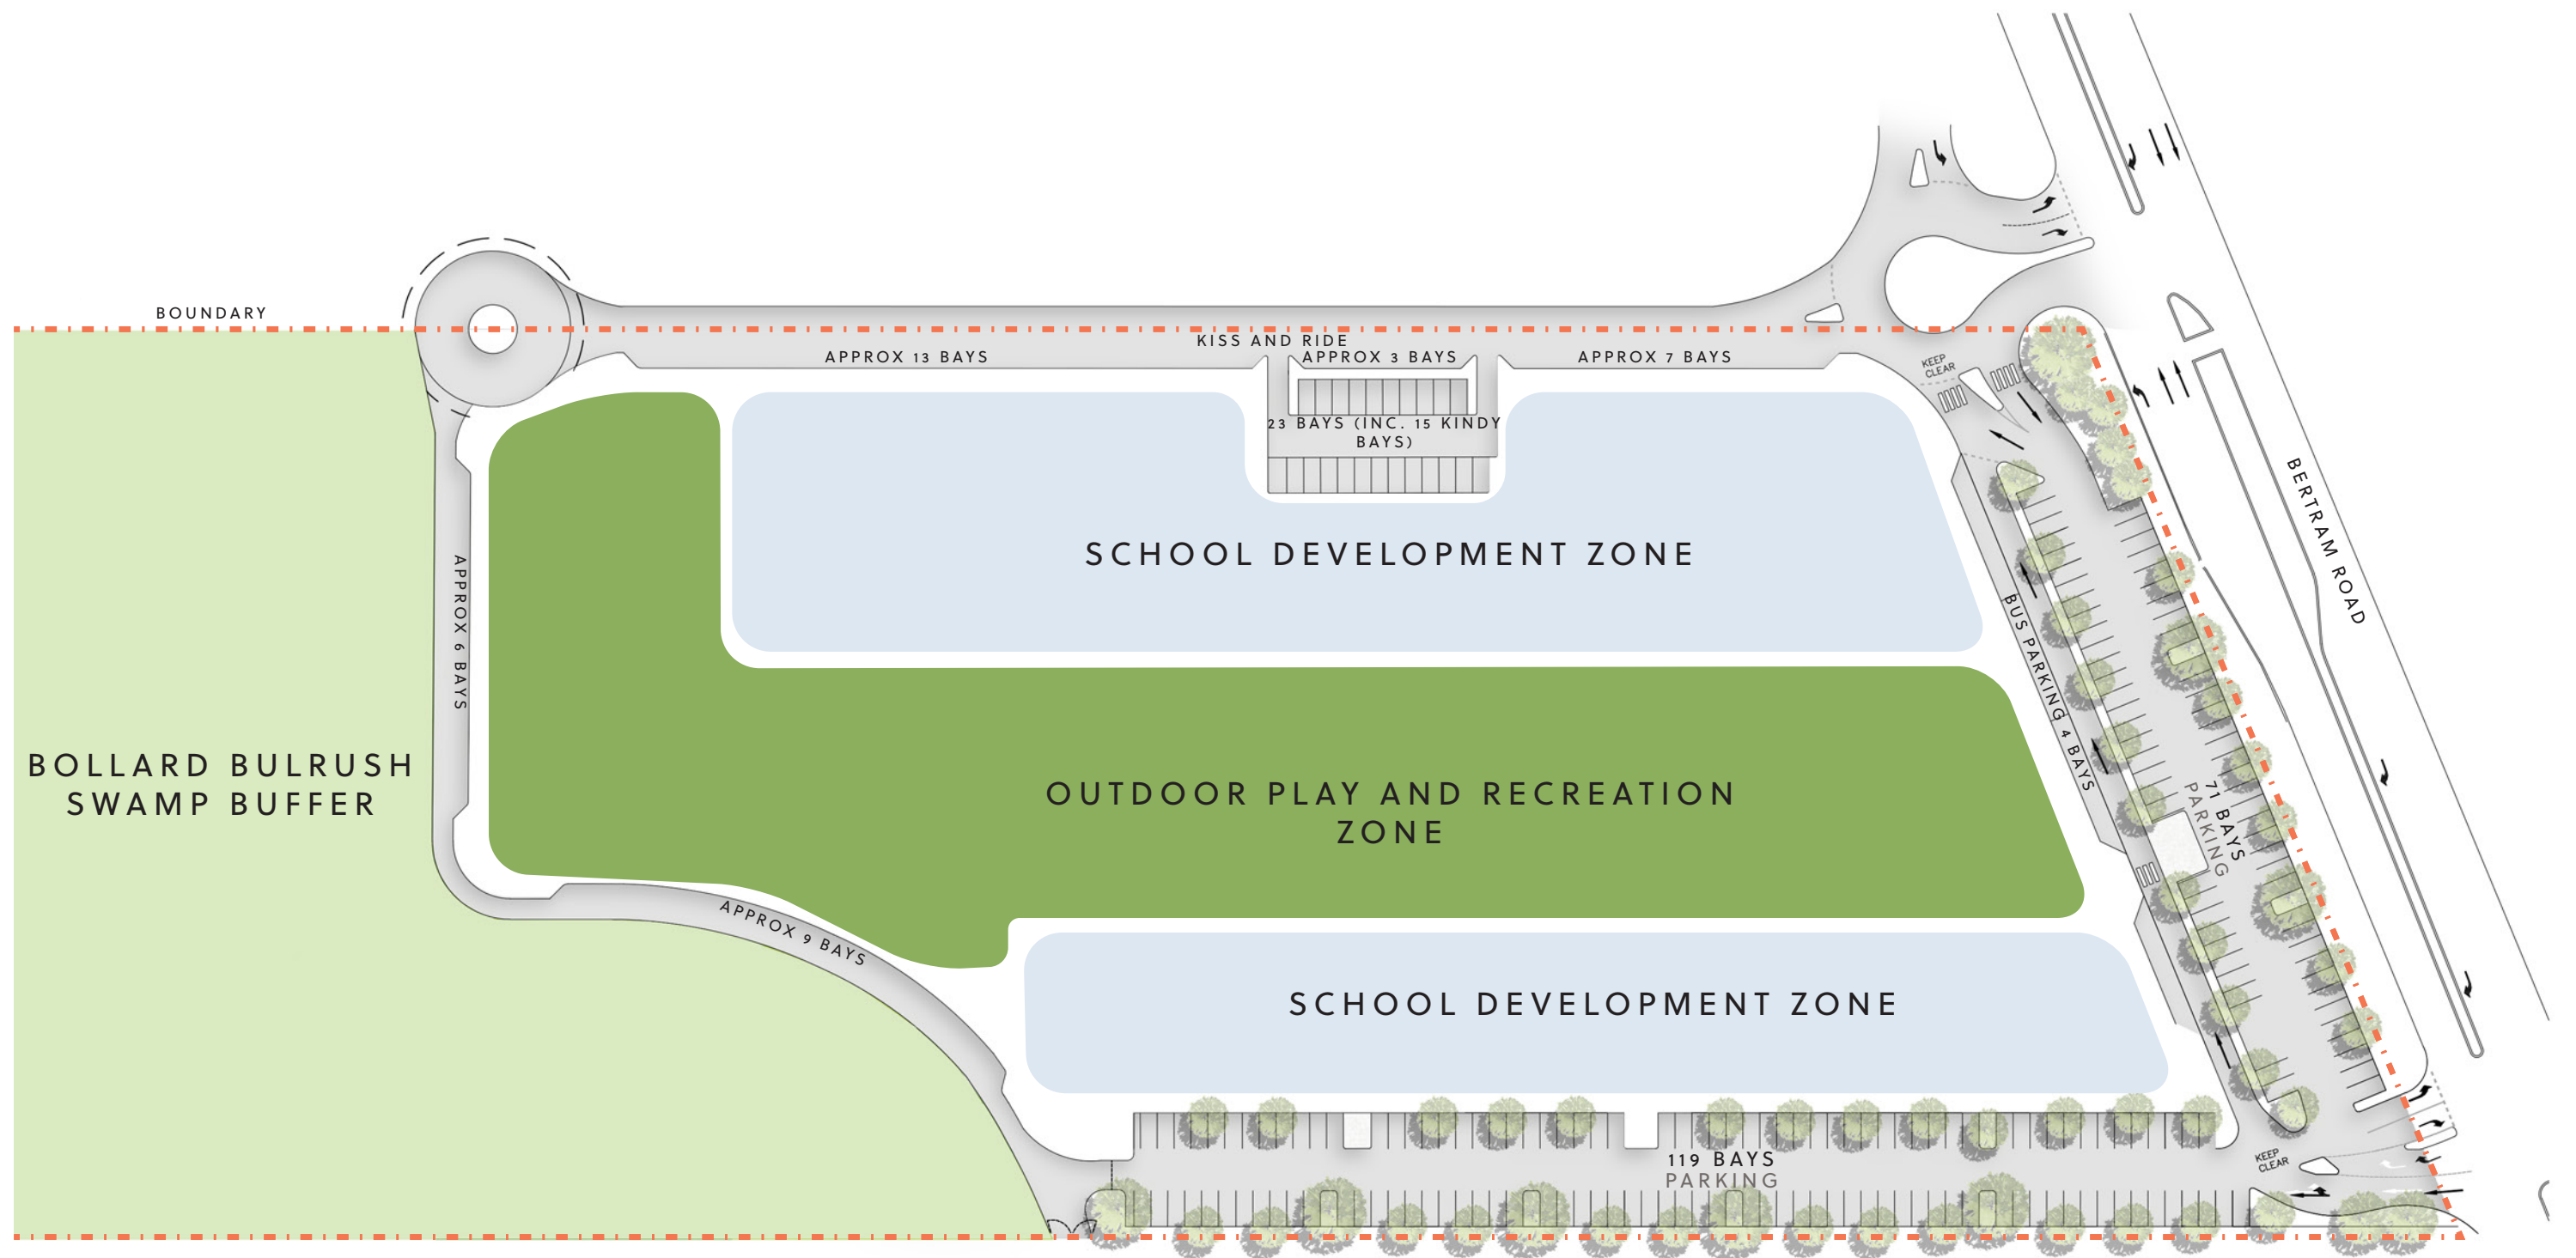 BOUNDARY
KISS AND RIDE
APPROX 13 BAYS
APPROX 3 BAYS
APPROX 7 BAYS
KEEP
CLEAR
23 BAYS (INC. 15 KINDY
BAYS)
BERTRAM ROAD
SCHOOL DEVELOPMENT ZONE
APPROX 6 BAYS
BUS PARKING 4 BAYS
BOLLARD BULRUSH
SWAMP BUFFER
OUTDOOR PLAY AND RECREATION
ZONE
71 BAYS
PARKING
APPROX 9 BAYS
SCHOOL DEVELOPMENT ZONE
119 BAYS
PARKING
KEEP
CLEAR